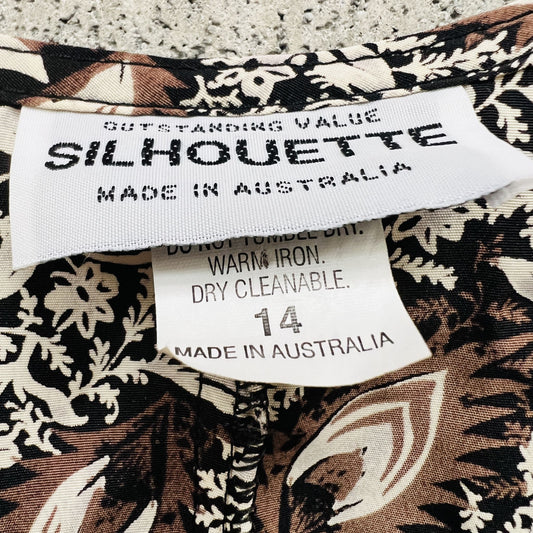 OUTSTANDING VALUE
SILHOUETTE
MADE IN AUSTRALIA
DO NOT TUMBLE DRY.
WARM IRON.
DRY CLEANABLE.
14
MADE IN AUSTRALIA